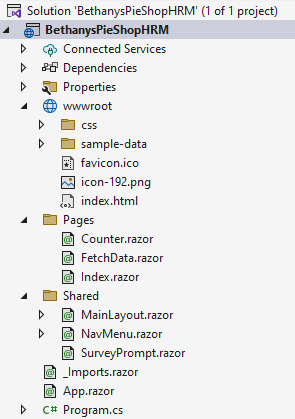 Solution 'BethanysPieShopHRM' (1 of 1 project)
BethanysPieShopHRM
Connected Services
Dependencies
Properties
wwwroot
css
sample-data
favicon.ico
icon-192.png
index.html
Pages
Counter.razor
FetchData.razor
Index.razor
Shared
MainLayout.razor
NavMenu.razor
SurveyPrompt.razor
_Imports.razor
App.razor
Program.cs